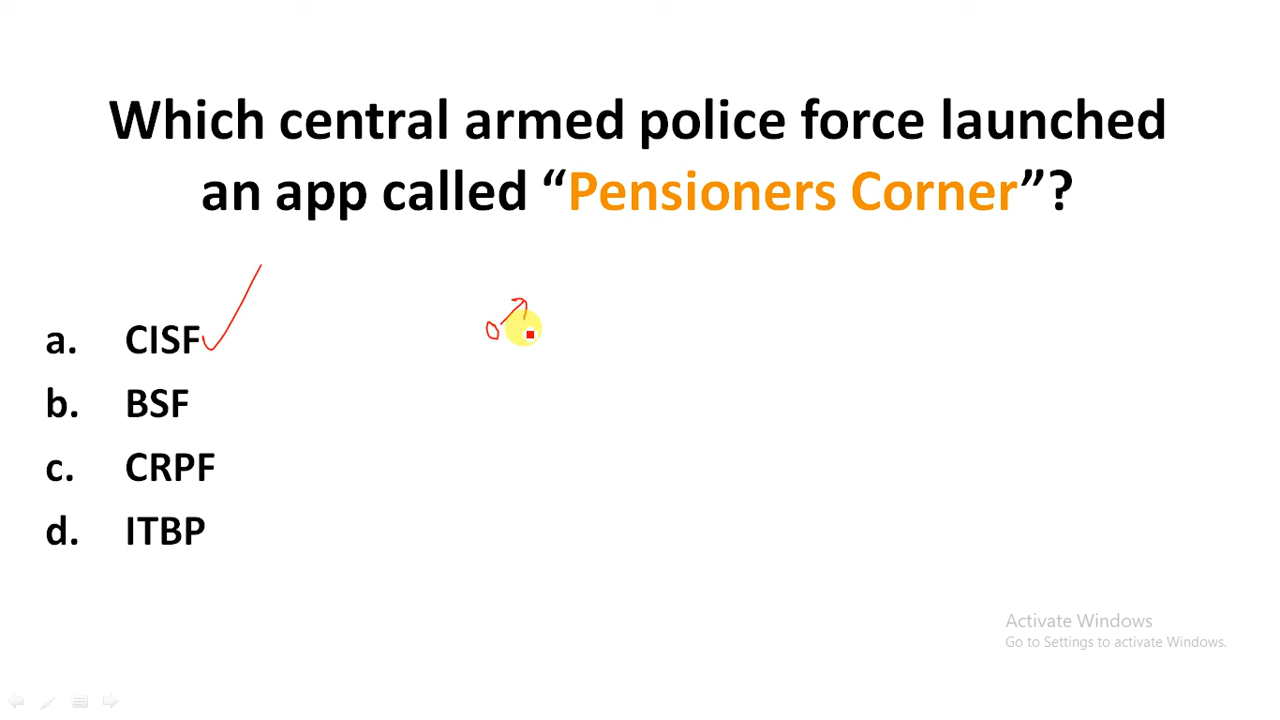 Which central armed police force launched
an app called “Pensioners Corner”?
a. CISF
b. BSF
c. CRPF
d. ITBP
Activate Windows
Go to Settings to activate Windows.